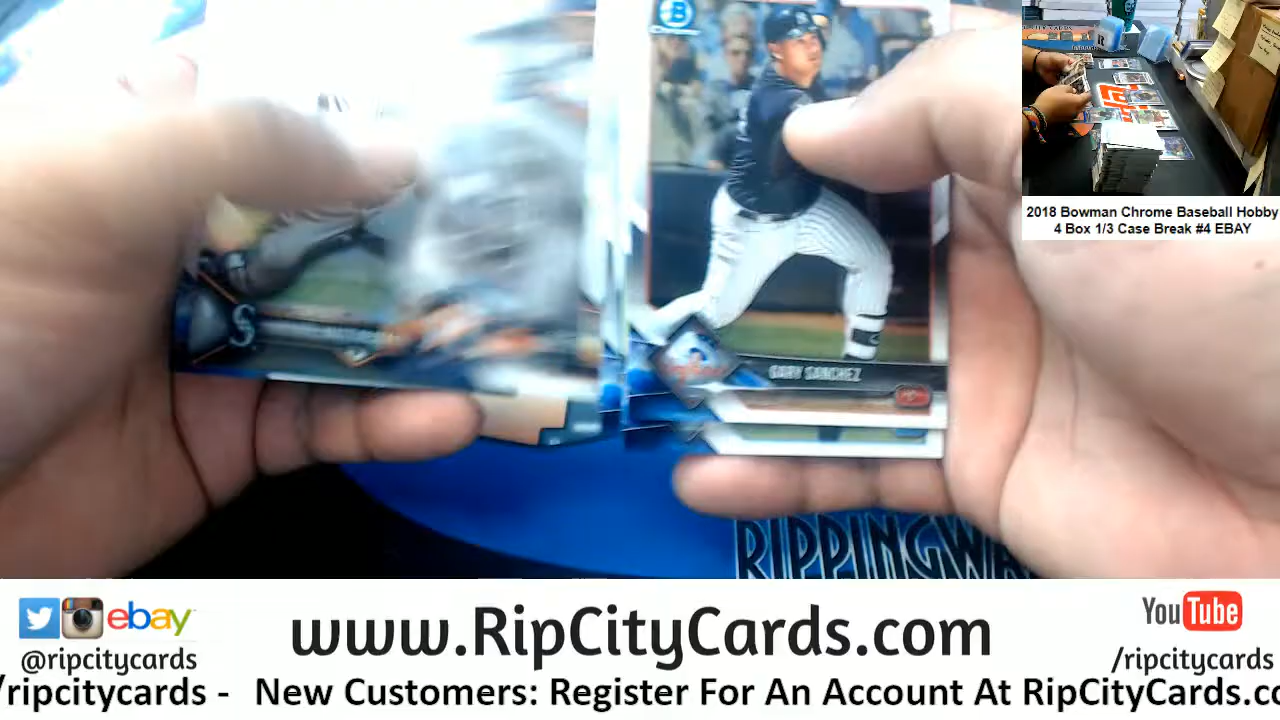 GARY SANCHEZ
2018 Bowman Chrome Baseball Hobby
4 Box 1/3 Case Break #4 EBAY
RIPPINGWA
ebay
@ripcitycards
www.RipCityCards.com
YouTube
/ripcitycards
/ripcitycards - New Customers: Register For An Account At RipCityCards.co